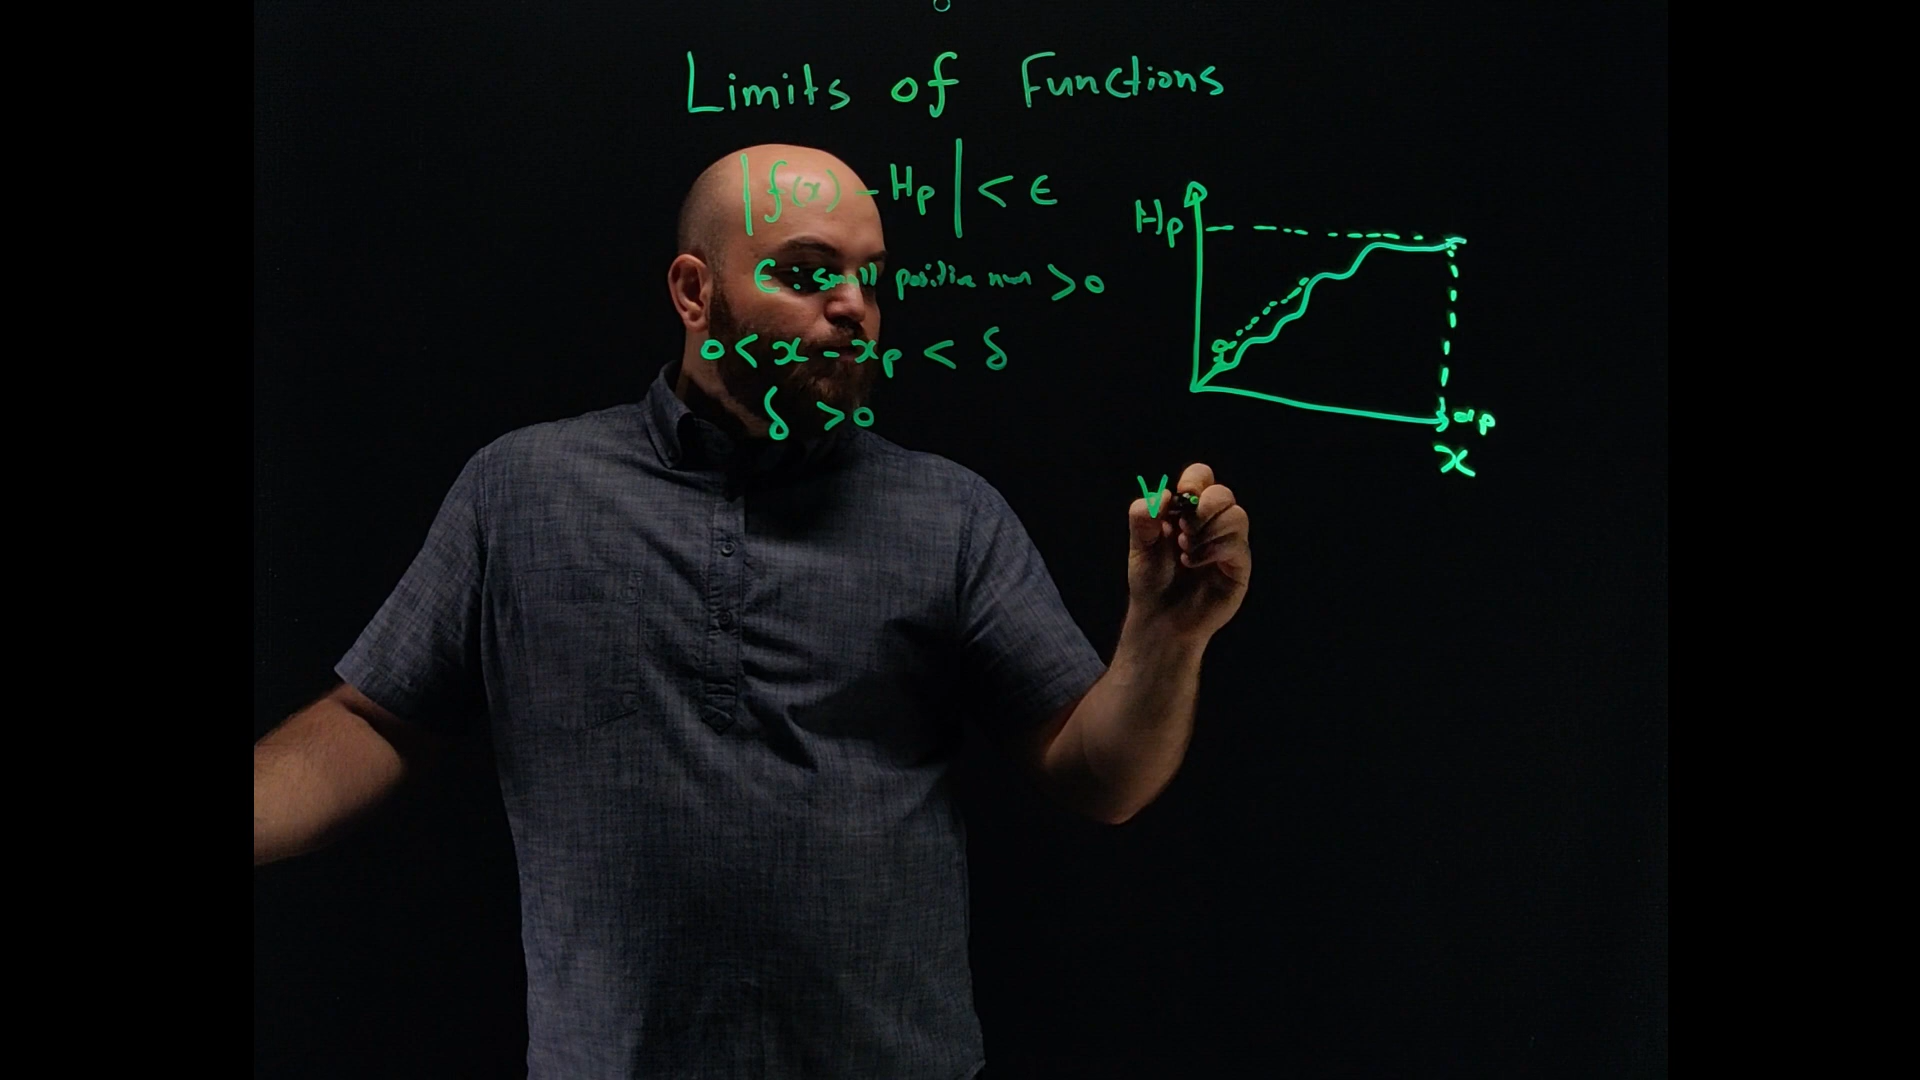 Limits of Functions
|f(x) - Hp| < ε
ε : small positive num > 0
0 < x - xp < δ
δ > 0
Hp
xp
x
∀